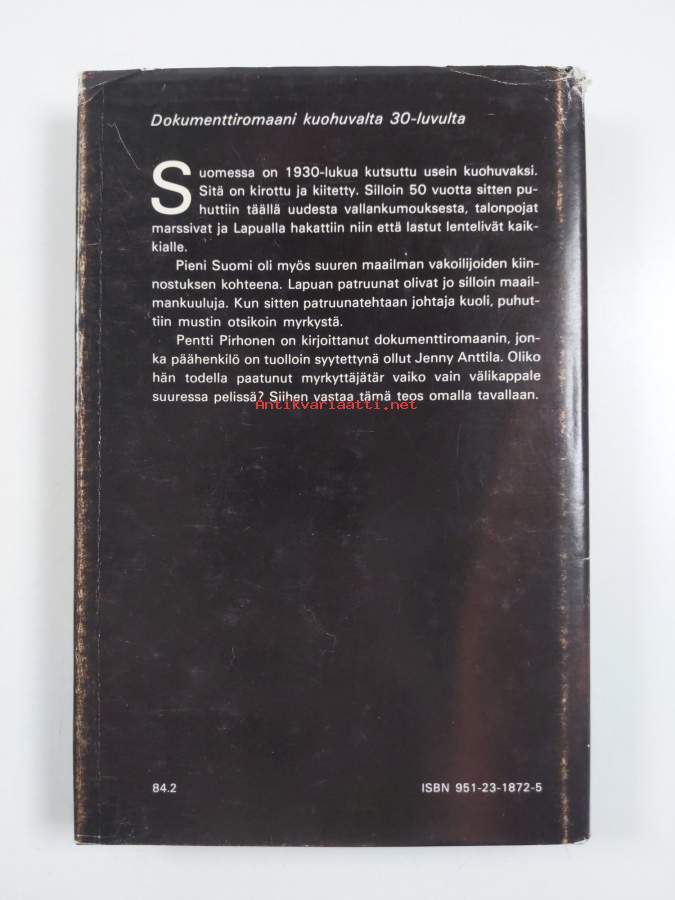 Dokumenttiromaani kuohuvalta 30-luvulta
Suomessa on 1930-lukua kutsuttu usein kuohuvaksi.
Sitä on kirottu ja kiitetty. Silloin 50 vuotta sitten pu-
huttiin täällä uudesta vallankumouksesta, talonpojat
marssivat ja Lapualla hakattiin niin että lastut lentelivät kaik-
kialle.
Pieni Suomi oli myös suuren maailman vakoilijoiden kiin-
nostuksen kohteena. Lapuan patruunat olivat jo silloin maail-
mankuuluja. Kun sitten patruunatehtaan johtaja kuoli, puhut-
tiin mustin otsikoin myrkystä.
Pentti Pirhonen on kirjoittanut dokumenttiromaanin, jon-
ka päähenkilö on tuolloin syytettynä ollut Jenny Anttila. Oliko
hän todella paatunut myrkyttäjätär vaiko vain välikappale
suuressa pelissä? Siihen vastaa tämä teos omalla tavallaan.
Antikvariaatti.net
84.2
ISBN 951-23-1872-5